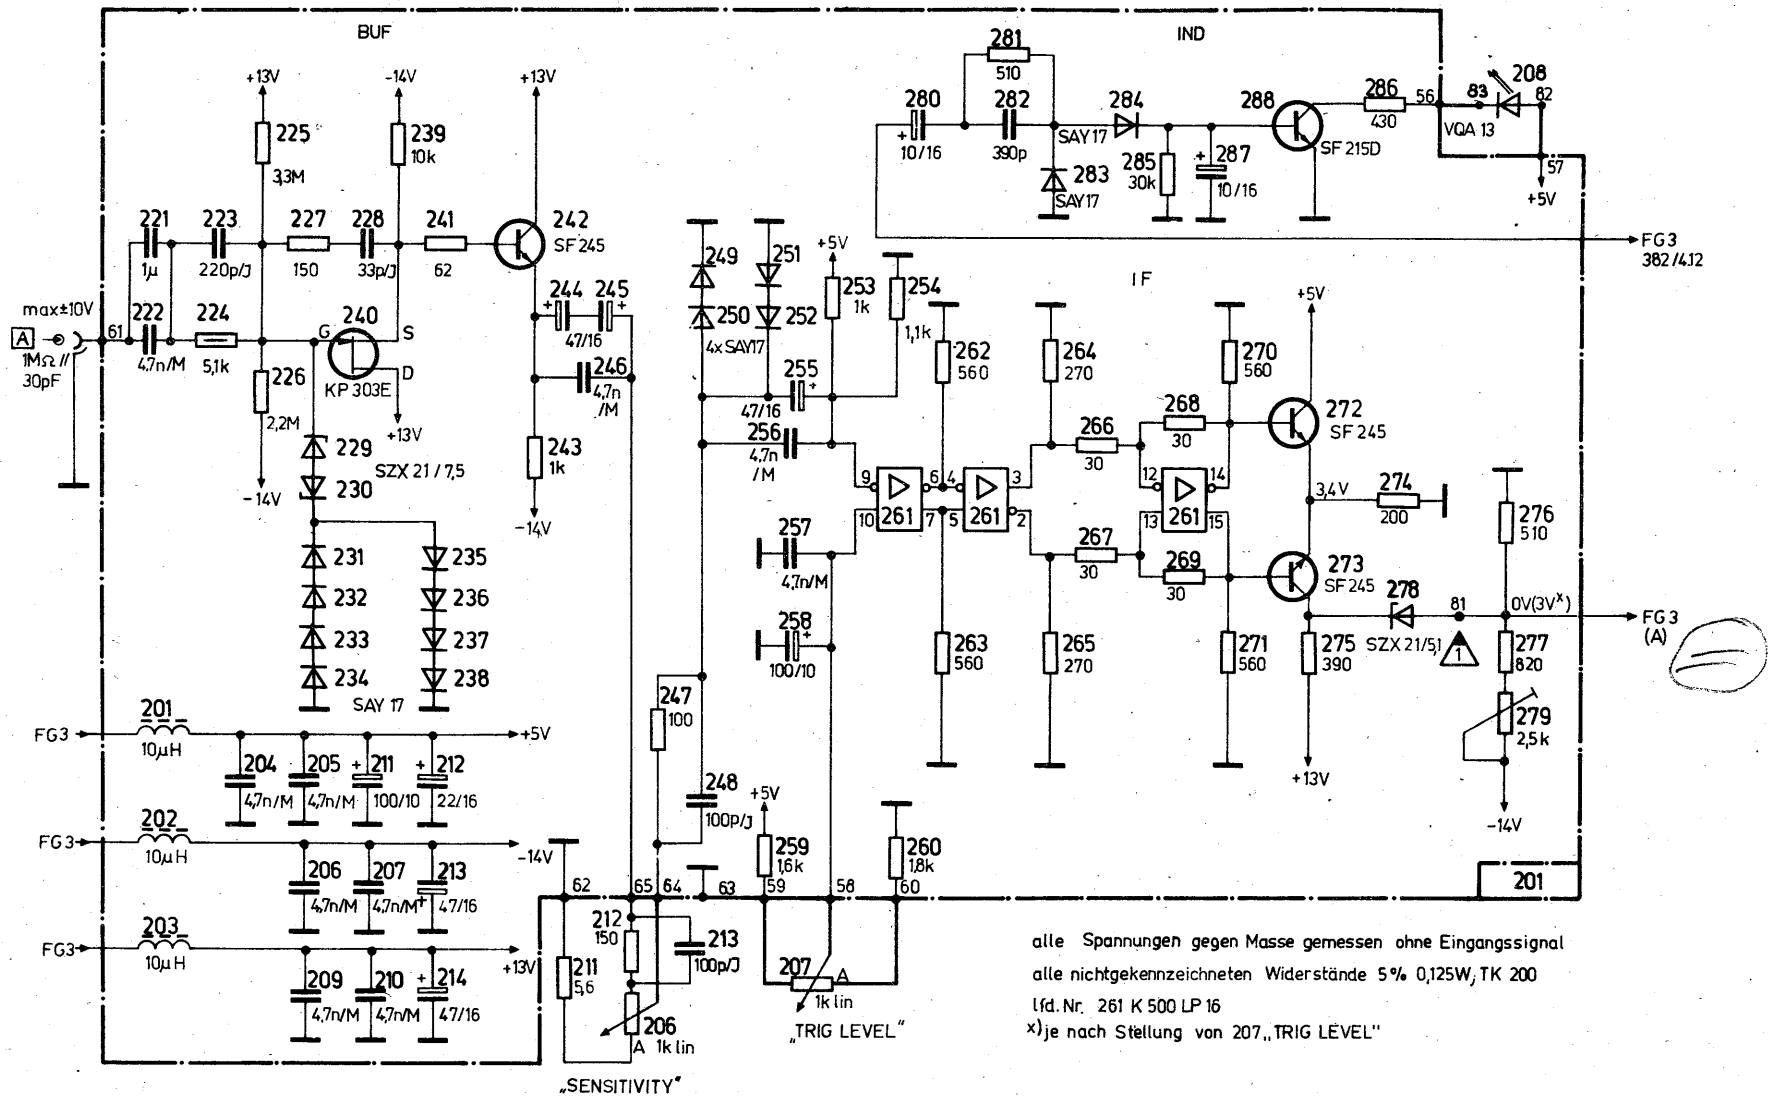 BUF
IND
IF
+13V
-14V
+13V
225
3,3M
239
10k
221
1µ
223
220p/J
227
150
228
33p/J
241
62
242
SF245
max±10V
A
61
1MΩ//
30pF
222
4,7n/M
224
5,1k
G
240
S
D
KP 303E
+13V
226
2,2M
-14V
229
SZX 21/7,5
230
231
232
233
234
235
236
237
238
SAY 17
244
245
47/16
246
4,7n
/M
243
1k
-14V
249
250
251
252
4xSAY17
+5V
253
1k
254
1,1k
255
47/16
256
4,7n
/M
257
4,7n/M
258
100/10
247
100
248
100p/J
280
10/16
281
510
282
390p
SAY 17
284
283
SAY17
285
30k
287
10/16
288
SF 215D
286
430
56
83
208
82
VQA 13
57
+5V
FG3
382/4.12
262
560
263
560
264
270
265
270
9
10
261
6
7
4
5
261
3
2
266
30
267
30
268
30
269
30
12
13
261
14
15
270
560
271
560
+5V
272
SF 245
3,4V
274
200
273
SF245
275
390
+13V
278
SZX 21/5,1
81
1
276
510
0V(3Vˣ)
277
820
279
2,5k
-14V
FG3
(A)
FG3
201
10µH
+5V
204
4,7n/M
205
4,7n/M
211
100/10
212
22/16
FG3
202
10µH
-14V
206
4,7n/M
207
4,7n/M
213
47/16
FG3
203
10µH
+13V
209
4,7n/M
210
4,7n/M
214
47/16
62
65
64
63
59
58
60
+5V
259
1,6k
260
1,8k
211
5,6
212
150
213
100p/J
206
A
1k lin
„SENSITIVITY"
207
A
1k lin
„TRIG LEVEL"
201
alle Spannungen gegen Masse gemessen ohne Eingangssignal
alle nichtgekennzeichneten Widerstände 5% 0,125W, TK 200
lfd. Nr. 261 K 500 LP 16
x) je nach Stellung von 207 „TRIG LEVEL"